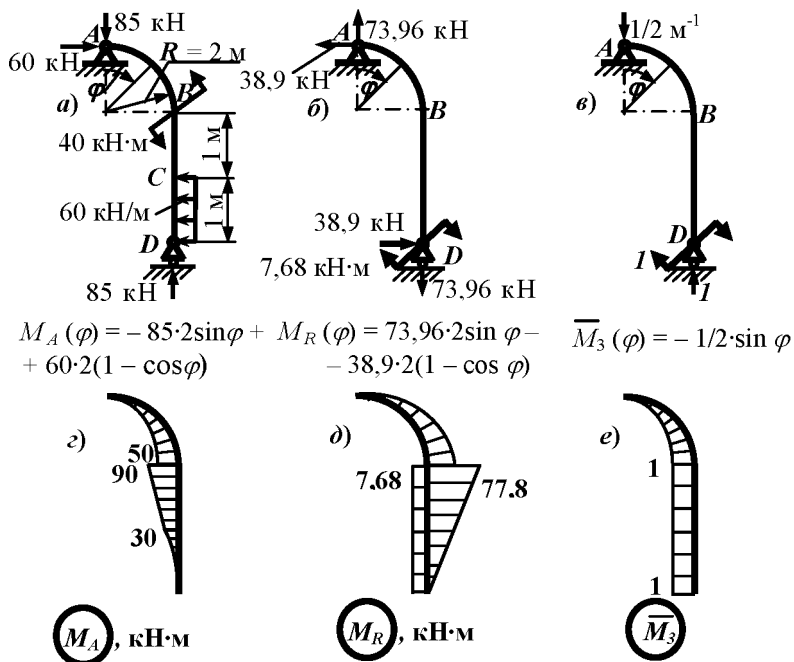 A
85 кН
60 кН
R = 2 м
φ
B
а)
40 кН·м
1 м
C
60 кН/м
1 м
D
85 кН
A
73,96 кН
38,9 кН
φ
б)
B
38,9 кН
7,68 кН·м
D
73,96 кН
A
1/2 м⁻¹
φ
в)
B
D
1
1
M_A (φ) = – 85·2sinφ +
+ 60·2(1 – cosφ)
M_R (φ) = 73,96·2sin φ –
– 38,9·2(1 – cos φ)
M̅_3 (φ) = – 1/2·sin φ
г)
50
90
30
д)
7.68
77.8
е)
1
1
M_A , кН·м
M_R , кН·м
M̅_3